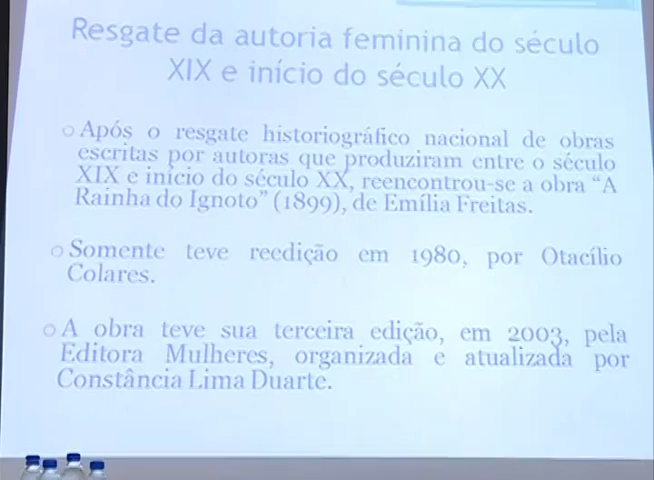 Resgate da autoria feminina do século
XIX e início do século XX
Após o resgate historiográfico nacional de obras
escritas por autoras que produziram entre o século
XIX e início do século XX, reencontrou-se a obra “A
Rainha do Ignoto” (1899), de Emília Freitas.
Somente teve reedição em 1980, por Otacílio
Colares.
A obra teve sua terceira edição, em 2003, pela
Editora Mulheres, organizada e atualizada por
Constância Lima Duarte.